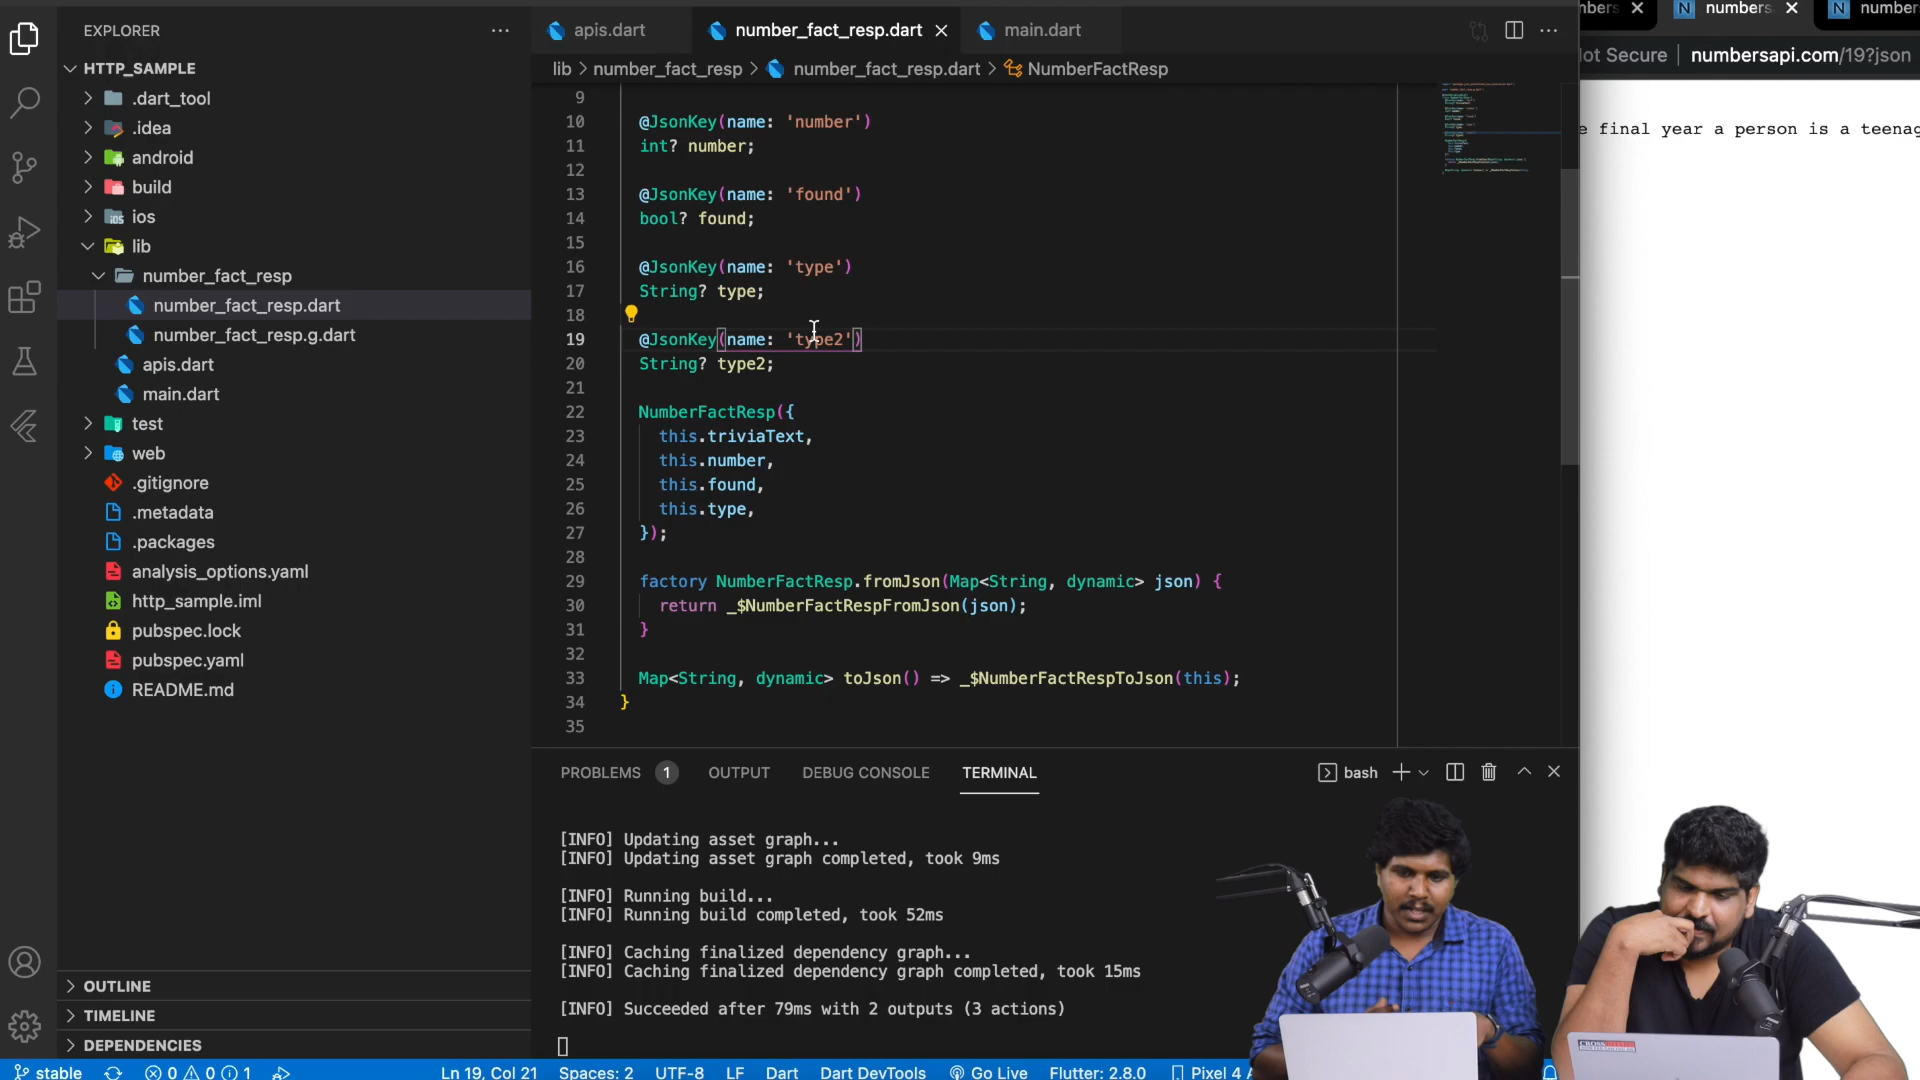 EXPLORER
HTTP_SAMPLE
.dart_tool
.idea
android
build
ios
lib
number_fact_resp
number_fact_resp.dart
number_fact_resp.g.dart
apis.dart
main.dart
test
web
.gitignore
.metadata
.packages
analysis_options.yaml
http_sample.iml
pubspec.lock
pubspec.yaml
README.md
OUTLINE
TIMELINE
DEPENDENCIES
apis.dart
number_fact_resp.dart
main.dart
lib > number_fact_resp > number_fact_resp.dart > NumberFactResp
9
10 @JsonKey(name: 'number')
11 int? number;
12
13 @JsonKey(name: 'found')
14 bool? found;
15
16 @JsonKey(name: 'type')
17 String? type;
18
19 @JsonKey(name: 'type2')
20 String? type2;
21
22 NumberFactResp({
23 this.triviaText,
24 this.number,
25 this.found,
26 this.type,
27 });
28
29 factory NumberFactResp.fromJson(Map<String, dynamic> json) {
30 return _$NumberFactRespFromJson(json);
31 }
32
33 Map<String, dynamic> toJson() => _$NumberFactRespToJson(this);
34 }
35
PROBLEMS 1 OUTPUT DEBUG CONSOLE TERMINAL
bash
[INFO] Updating asset graph...
[INFO] Updating asset graph completed, took 9ms
[INFO] Running build...
[INFO] Running build completed, took 52ms
[INFO] Caching finalized dependency graph...
[INFO] Caching finalized dependency graph completed, took 15ms
[INFO] Succeeded after 79ms with 2 outputs (3 actions)
stable 0 0 1 Ln 19, Col 21 Spaces: 2 UTF-8 LF Dart Dart DevTools Go Live Flutter: 2.8.0 Pixel 4
numbers
number
Secure numbersapi.com/19?json
final year a person is a